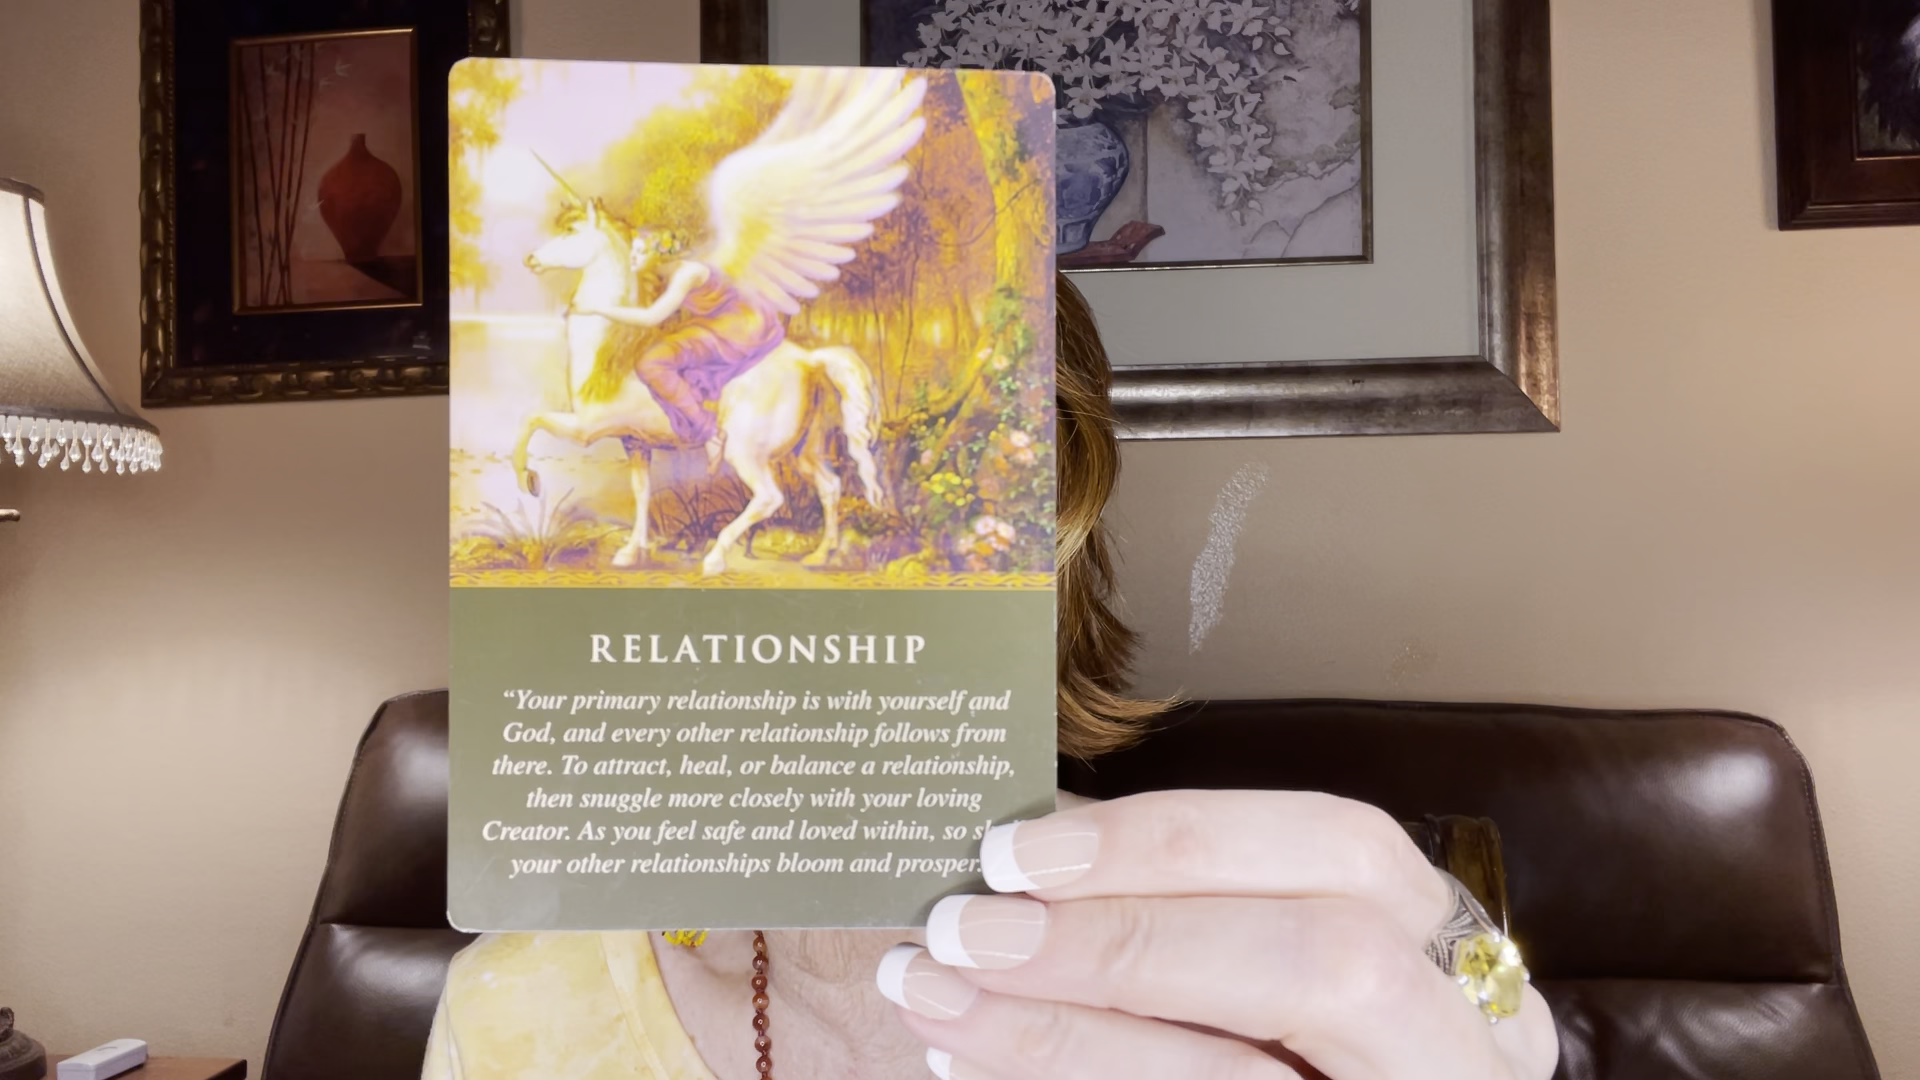 RELATIONSHIP
“Your primary relationship is with yourself and
God, and every other relationship follows from
there. To attract, heal, or balance a relationship,
then snuggle more closely with your loving
Creator. As you feel safe and loved within, so
your other relationships bloom and prosper.